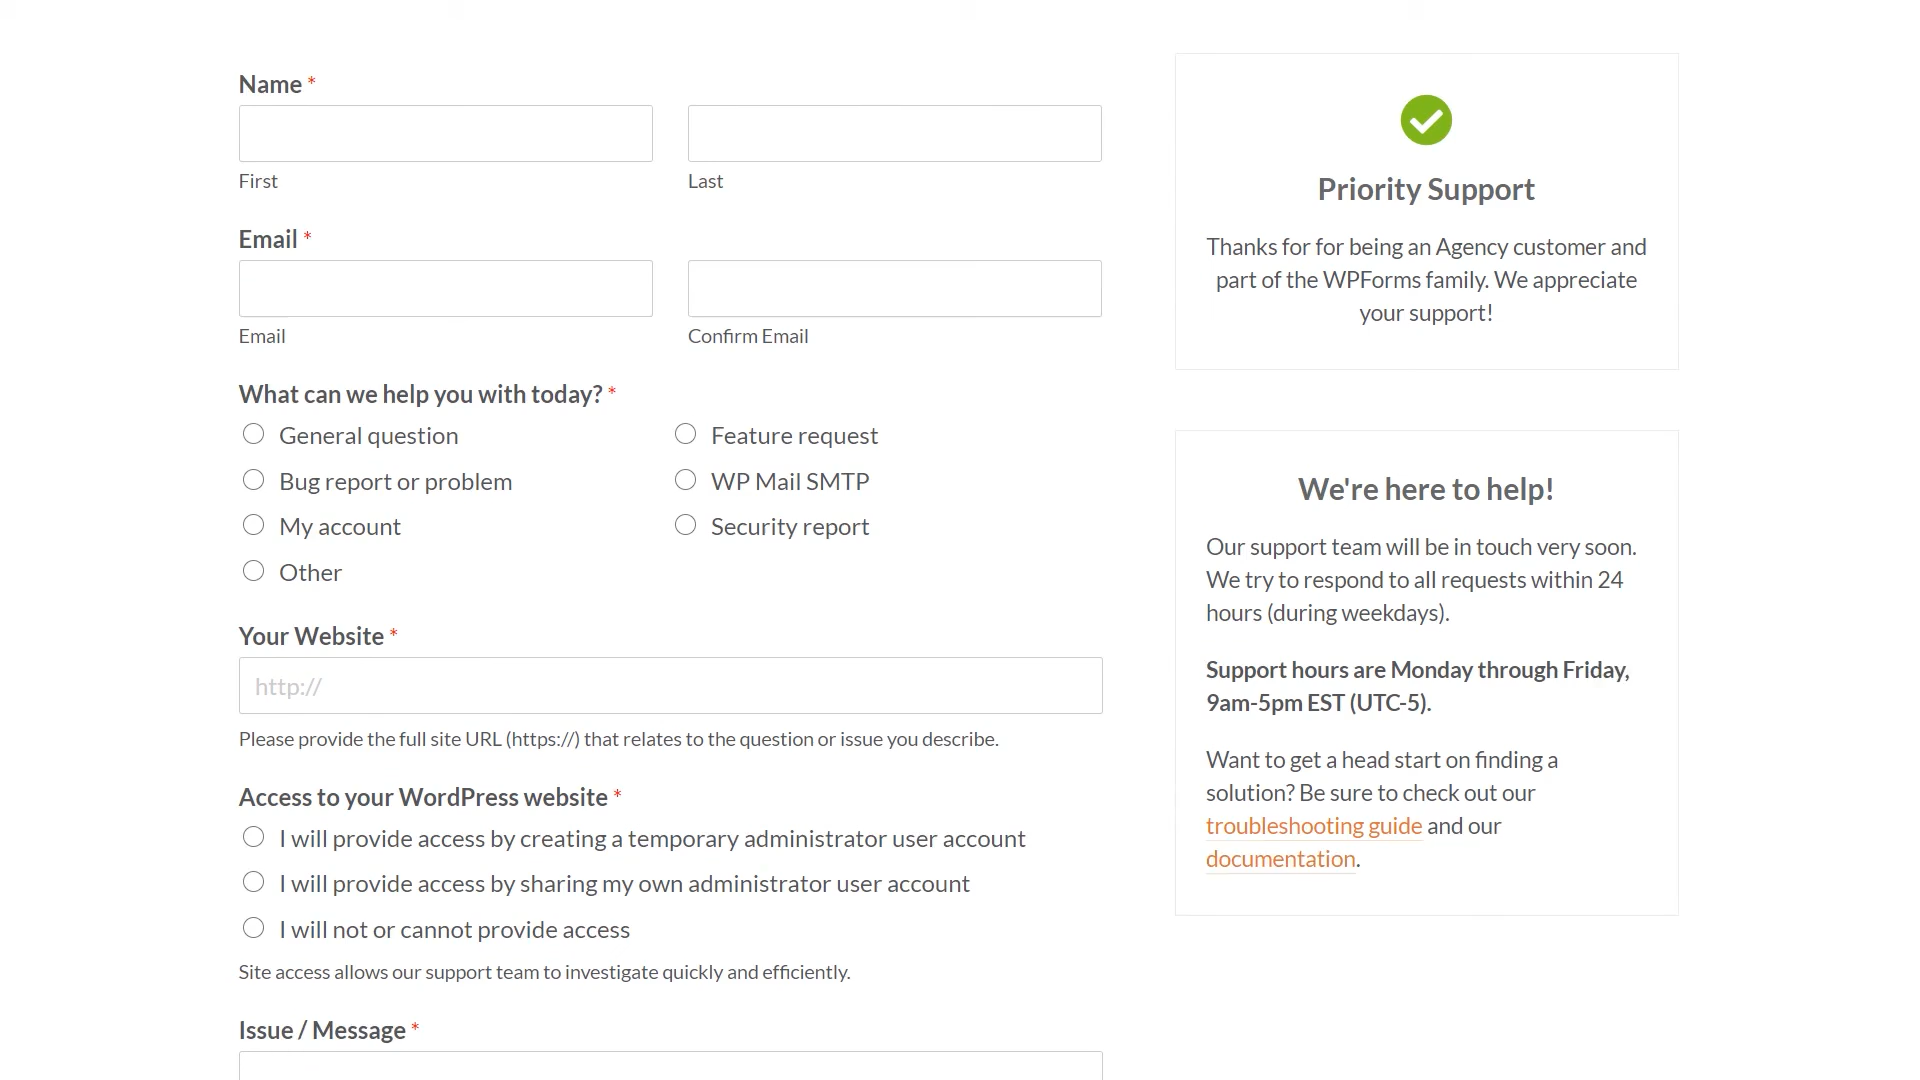 Name *
First
Last
Email *
Email
Confirm Email
What can we help you with today? *
General question
Feature request
Bug report or problem
WP Mail SMTP
My account
Security report
Other
Your Website *
http://
Please provide the full site URL (https://) that relates to the question or issue you describe.
Access to your WordPress website *
I will provide access by creating a temporary administrator user account
I will provide access by sharing my own administrator user account
I will not or cannot provide access
Site access allows our support team to investigate quickly and efficiently.
Issue / Message *
Priority Support
Thanks for for being an Agency customer and
part of the WPForms family. We appreciate
your support!
We're here to help!
Our support team will be in touch very soon.
We try to respond to all requests within 24
hours (during weekdays).
Support hours are Monday through Friday,
9am-5pm EST (UTC-5).
Want to get a head start on finding a
solution? Be sure to check out our
troubleshooting guide and our
documentation.